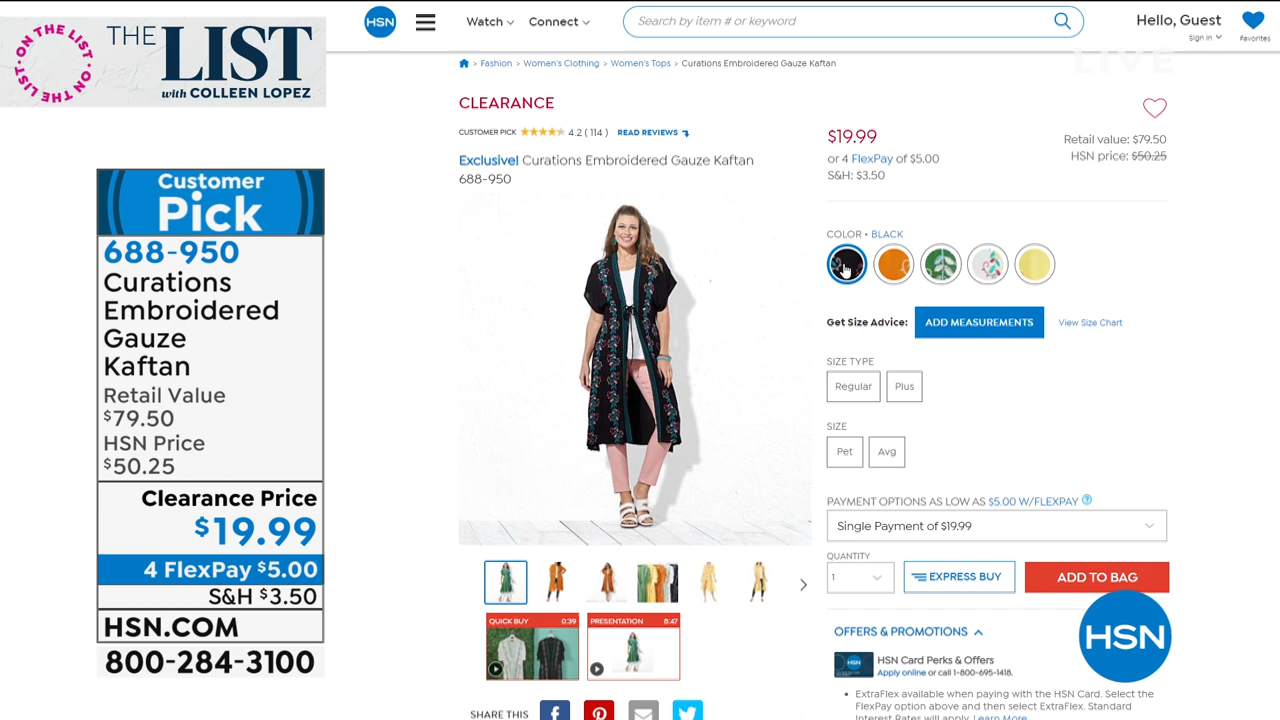 ON THE LIST • ON THE LIST •
THE LIST
with COLLEEN LOPEZ
HSN
Watch
Connect
Search by item # or keyword
Hello, Guest
Sign In
Favorites
LIVE
> Fashion > Women's Clothing > Women's Tops > Curations Embroidered Gauze Kaftan
Customer
Pick
688-950
Curations
Embroidered
Gauze
Kaftan
Retail Value
$79.50
HSN Price
$50.25
Clearance Price
$19.99
4 FlexPay $5.00
S&H $3.50
HSN.COM
800-284-3100
CLEARANCE
CUSTOMER PICK 4.2 ( 114 ) READ REVIEWS
Exclusive! Curations Embroidered Gauze Kaftan
688-950
QUICK BUY 0:39
PRESENTATION 8:47
SHARE THIS
$19.99
or 4 FlexPay of $5.00
S&H: $3.50
Retail value: $79.50
HSN price: $50.25
COLOR • BLACK
Get Size Advice: ADD MEASUREMENTS View Size Chart
SIZE TYPE
Regular Plus
SIZE
Pet Avg
PAYMENT OPTIONS AS LOW AS $5.00 W/FLEXPAY ?
Single Payment of $19.99
QUANTITY
1 EXPRESS BUY ADD TO BAG
OFFERS & PROMOTIONS
HSN
HSN Card Perks & Offers
Apply online or call 1-800-695-1418.
• ExtraFlex available when paying with the HSN Card. Select the
FlexPay option above and then select ExtraFlex. Standard
Interest Rates will apply. Learn More
HSN